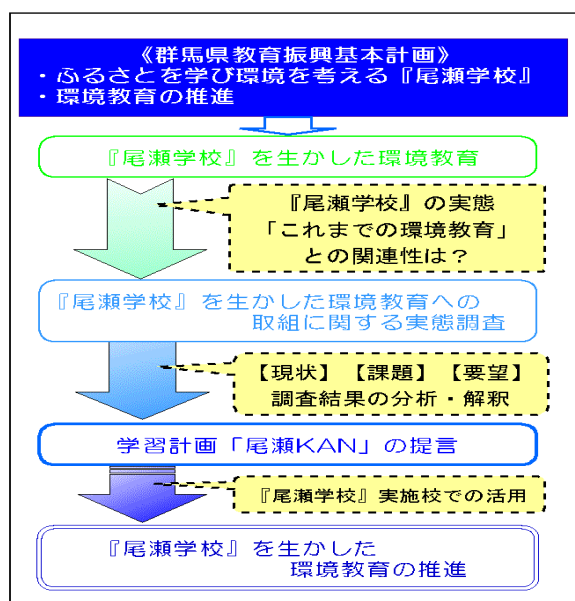 《群馬県教育振興基本計画》
・ふるさとを学び環境を考える『尾瀬学校』
・環境教育の推進
『尾瀬学校』を生かした環境教育
『尾瀬学校』の実態
「これまでの環境教育」
との関連性は？
『尾瀬学校』を生かした環境教育への
取組に関する実態調査
【現状】【課題】【要望】
調査結果の分析・解釈
学習計画「尾瀬KAN」の提言
『尾瀬学校』実施校での活用
『尾瀬学校』を生かした
環境教育の推進